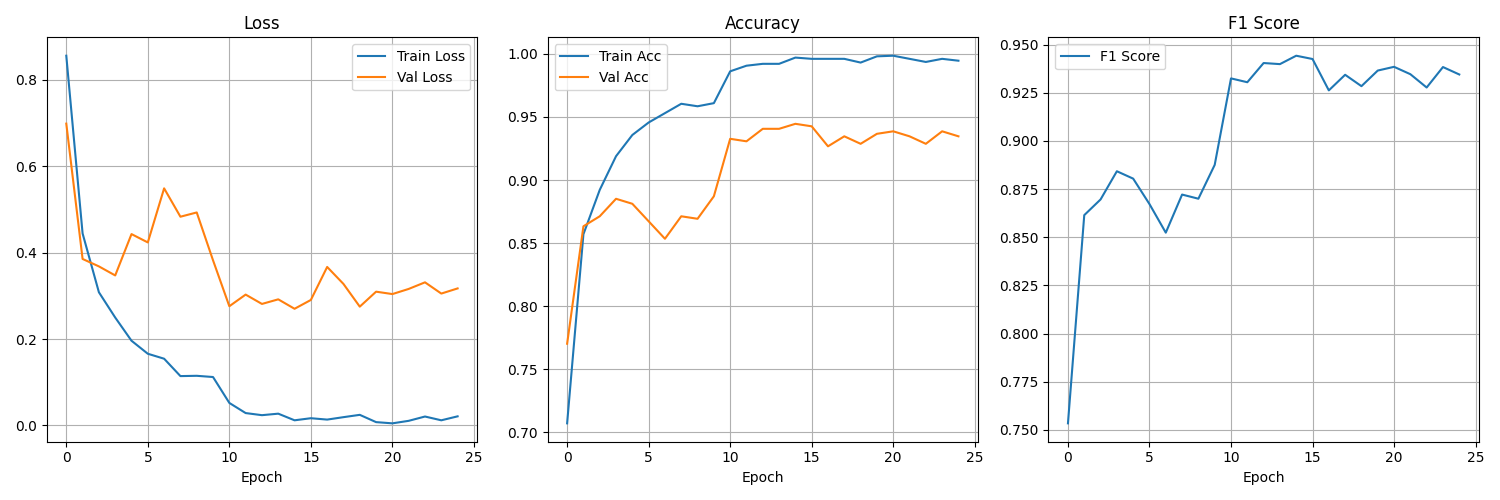 Loss
Train Loss
Val Loss
0.8
0.6
0.4
0.2
0.0
0 5 10 15 20 25
Epoch
Accuracy
Train Acc
Val Acc
1.00
0.95
0.90
0.85
0.80
0.75
0.70
0 5 10 15 20 25
Epoch
F1 Score
F1 Score
0.950
0.925
0.900
0.875
0.850
0.825
0.800
0.775
0.750
0 5 10 15 20 25
Epoch